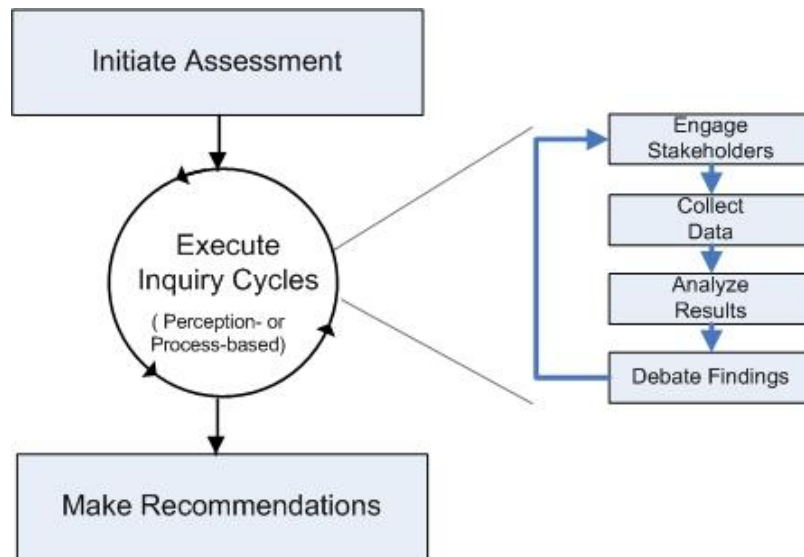 Initiate Assessment
Execute
Inquiry Cycles
( Perception- or
Process-based)
Make Recommendations
Engage
Stakeholders
Collect
Data
Analyze
Results
Debate Findings